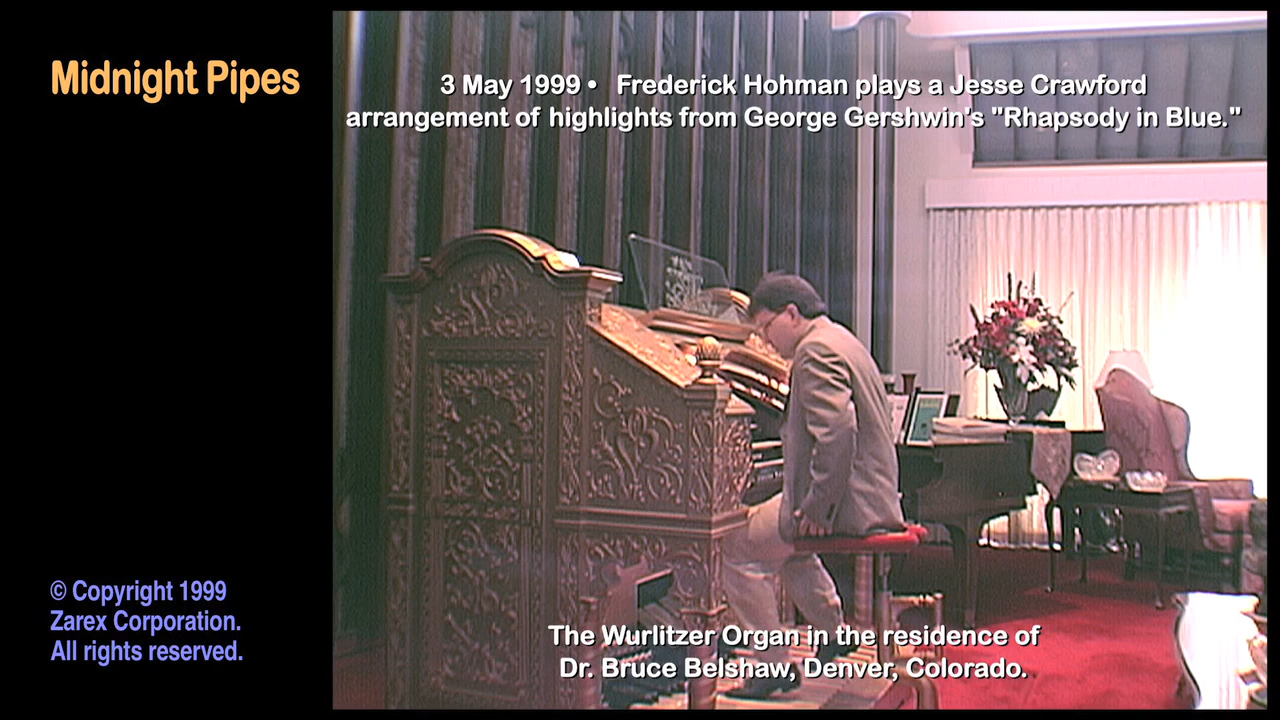 Midnight Pipes
3 May 1999 • Frederick Hohman plays a Jesse Crawford
arrangement of highlights from George Gershwin's "Rhapsody in Blue."
The Wurlitzer Organ in the residence of
Dr. Bruce Belshaw, Denver, Colorado.
© Copyright 1999
Zarex Corporation.
All rights reserved.